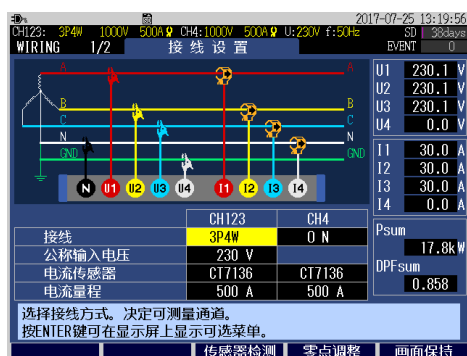 2017-07-25 13:19:56
CH123: 3P4W 1000V 500A CH4:1000V 500A U:230V f:50Hz SD 38days
WIRING 1/2 接线设置 EVENT 0
A A
B B
C C
N N
GND GND
N U1 U2 U3 U4 I1 I2 I3 I4
U1 230.1 V
U2 230.1 V
U3 230.1 V
U4 0.0 V
I1 30.0 A
I2 30.0 A
I3 30.0 A
I4 0.0 A
Psum
17.8kW
DPFsum
0.858
CH123 CH4
接线 3P4W ON
公称输入电压 230 V
电流传感器 CT7136 CT7136
电流量程 500 A 500 A
选择接线方式。决定可测量通道。
按ENTER键可在显示屏上显示可选菜单。
传感器检测 零点调整 画面保持